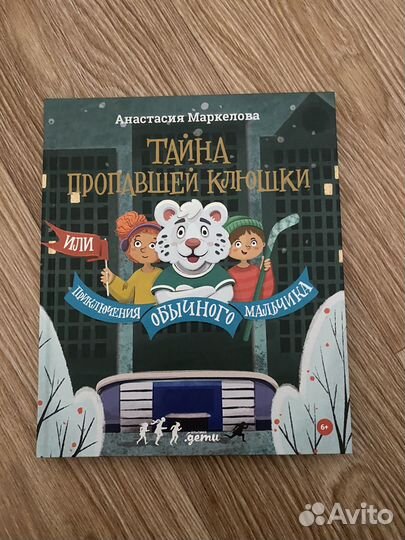 Анастасия Маркелова
ТАЙНА
ПРОПАВШЕЙ КЛЮШКИ
ИЛИ
ПРИКЛЮЧЕНИЯ ОБЫЧНОГО МАЛЬЧИКА
.дети
6+
Avito